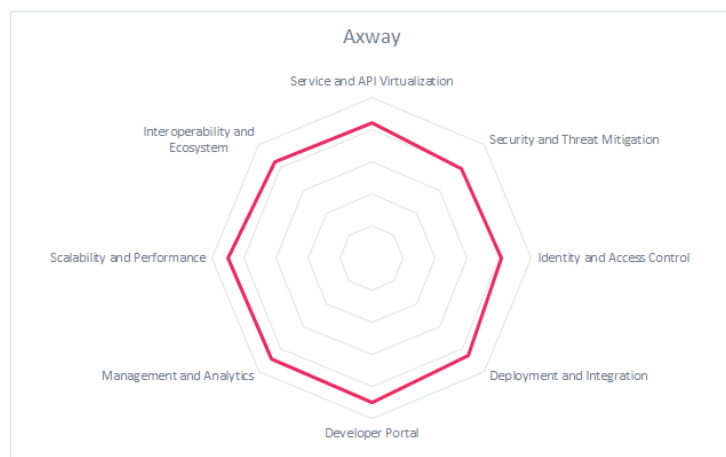 Axway
Service and API Virtualization
Interoperability and
Ecosystem
Security and Threat Mitigation
Scalability and Performance
Identity and Access Control
Management and Analytics
Deployment and Integration
Developer Portal